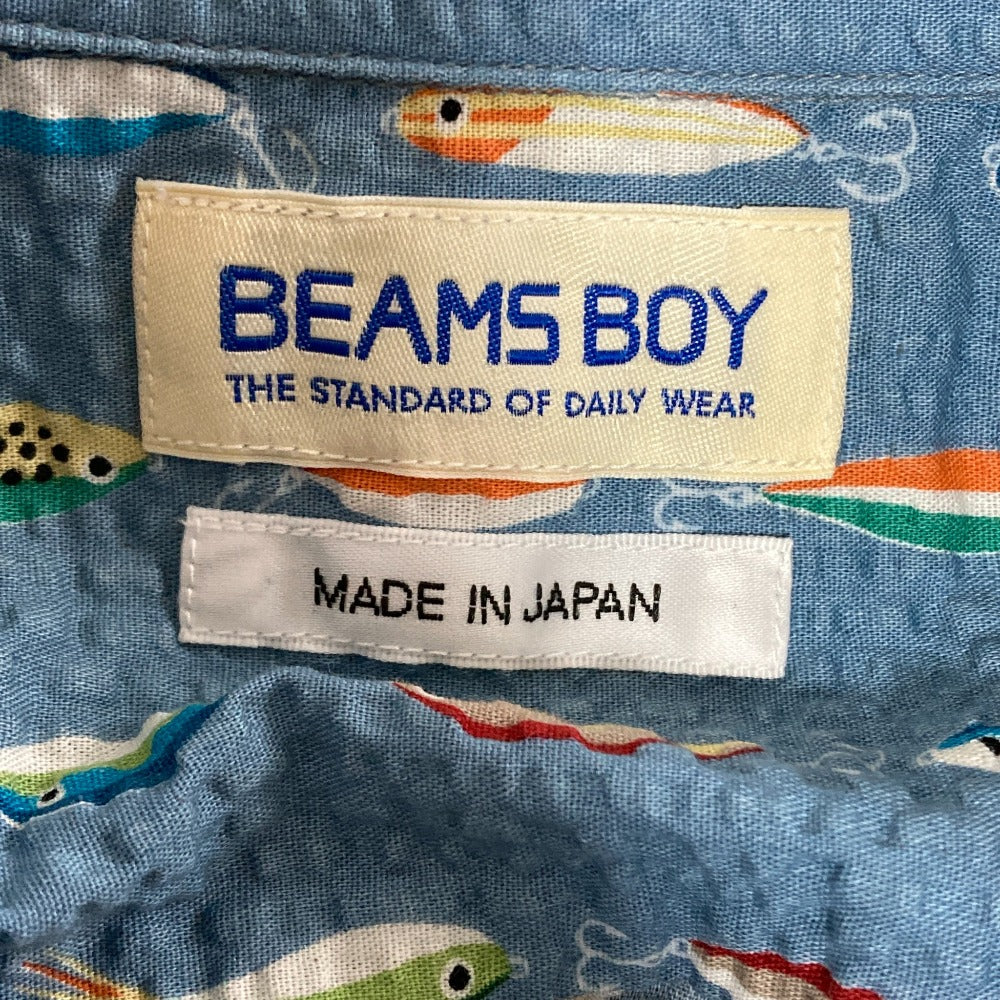 BEAMS BOY
THE STANDARD OF DAILY WEAR
MADE IN JAPAN